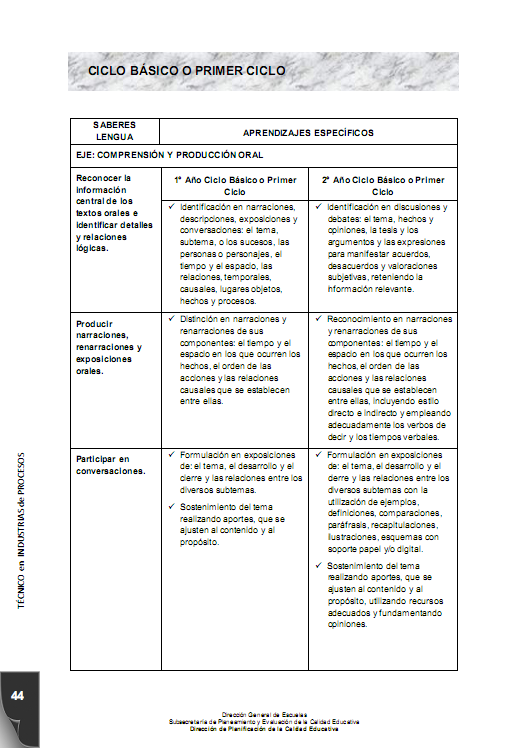 CICLO BÁSICO O PRIMER CICLO
SABERES
LENGUA
APRENDIZAJES ESPECÍFICOS
EJE: COMPRENSIÓN Y PRODUCCIÓN ORAL
Reconocer la
información
central de los
textos orales e
identificar detalles
y relaciones
lógicas.
1° Año Ciclo Básico o Primer
Ciclo
✓ Identificación en narraciones,
descripciones, exposiciones y
conversaciones: el tema,
subtema, o los sucesos, las
personas o personajes, el
tiempo y el espacio, las
relaciones, temporales,
causales, lugares objetos,
hechos y procesos.
2° Año Ciclo Básico o Primer
Ciclo
✓ Identificación en discusiones y
debates: el tema, hechos y
opiniones, la tesis y los
argumentos y las expresiones
para manifestar acuerdos,
desacuerdos y valoraciones
subjetivas, reteniendo la
nformación relevante.
Producir
narraciones,
renarraciones y
exposiciones
orales.
✓ Distinción en narraciones y
renarraciones de sus
componentes: el tiempo y el
espacio en los que ocurren los
hechos, el orden de las
acciones y las relaciones
causales que se establecen
entre ellas.
✓ Reconocimiento en narraciones
y renarraciones de sus
componentes: el tiempo y el
espacio en los que ocurren los
hechos, el orden de las
acciones y las relaciones
causales que se establecen
entre ellas, incluyendo estilo
directo e indirecto y empleando
adecuadamente los verbos de
decir y los tiempos verbales.
Participar en
conversaciones.
✓ Formulación en exposiciones
de: el tema, el desarrollo y el
cierre y las relaciones entre los
diversos subtemas.
✓ Sostenimiento del tema
realizando aportes, que se
ajusten al contenido y al
propósito.
✓ Formulación en exposiciones
de: el tema, el desarrollo y el
cierre y las relaciones entre los
diversos subtemas con la
utilización de ejemplos,
definiciones, comparaciones,
paráfrasis, recapitulaciones,
ilustraciones, esquemas con
soporte papel y/o digital.
✓ Sostenimiento del tema
realizando aportes, que se
ajusten al contenido y al
propósito, utilizando recursos
adecuados y fundamentando
opiniones.
TÉCNICO en INDUSTRIAS de PROCESOS
44
Dirección General de Escuelas
Subsecretaría de Planeamiento y Evaluación de la Calidad Educativa
Dirección de Planificación de la Calidad Educativa